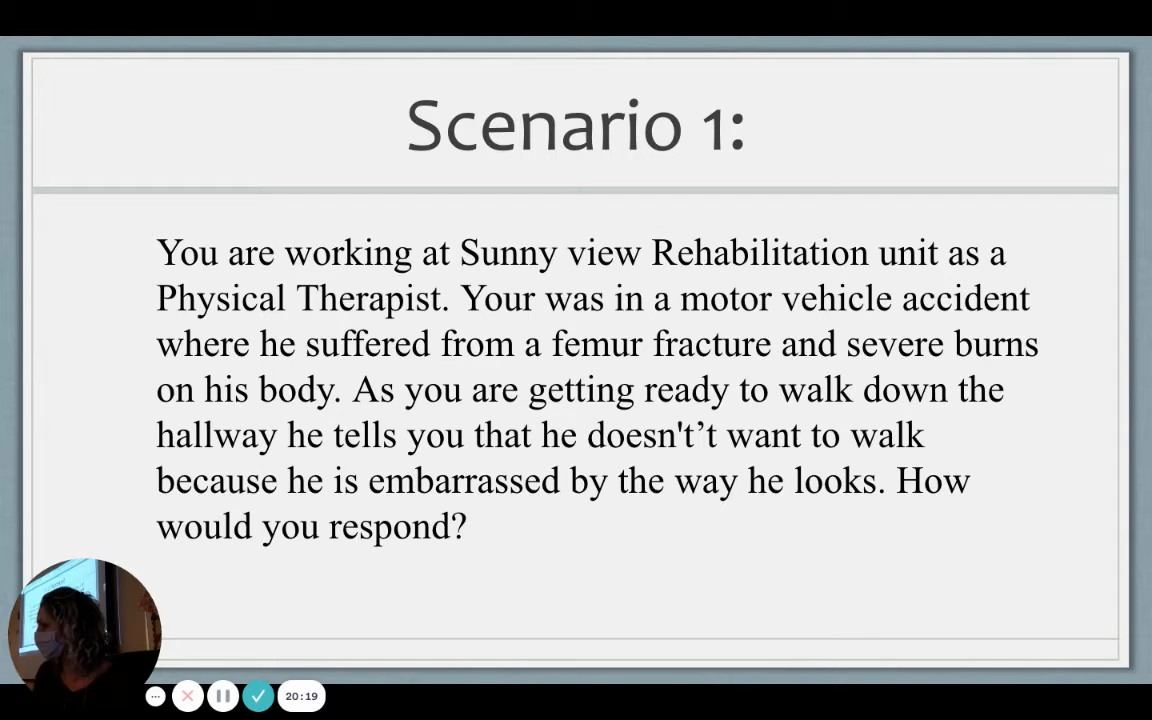 Scenario 1:
You are working at Sunny view Rehabilitation unit as a
Physical Therapist. Your was in a motor vehicle accident
where he suffered from a femur fracture and severe burns
on his body. As you are getting ready to walk down the
hallway he tells you that he doesn't’t want to walk
because he is embarrassed by the way he looks. How
would you respond?
20:19